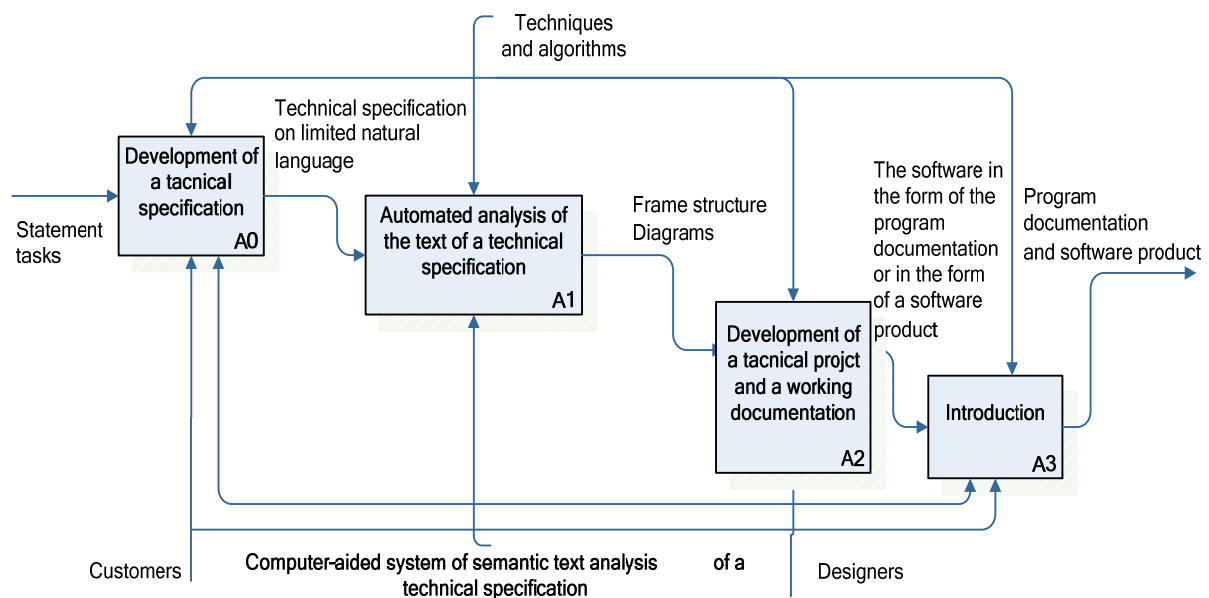 Techniques
and algorithms
Technical specification
on limited natural
language
Development of
a tacnical
specification
A0
Statement
tasks
Automated analysis of
the text of a technical
specification
A1
Frame structure
Diagrams
The software in
the form of the
program
documentation
or in the form
of a software
product
Program
documentation
and software product
Development of
a tacnical projct
and a working
documentation
A2
Introduction
A3
Customers
Computer-aided system of semantic text analysis of a
technical specification
Designers